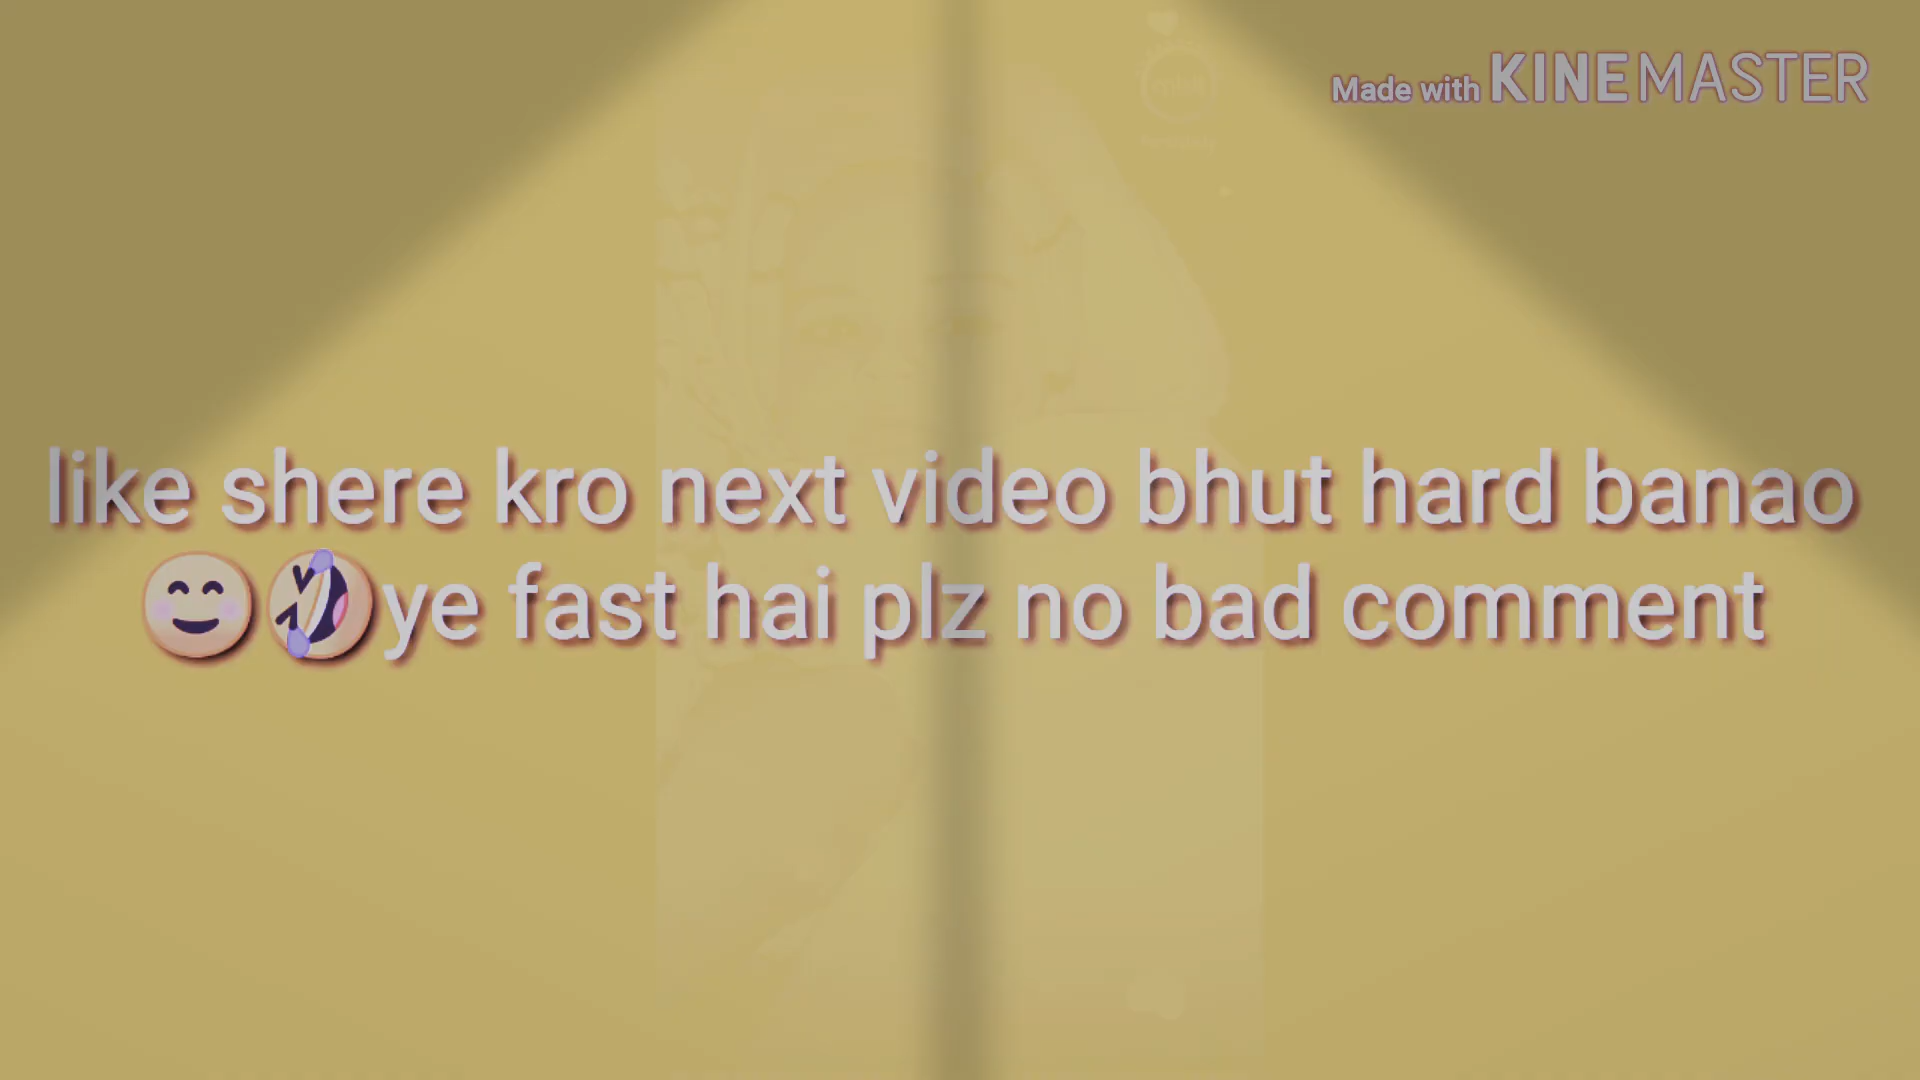 Made with KINEMASTER
like shere kro next video bhut hard banao
😊🤣ye fast hai plz no bad comment